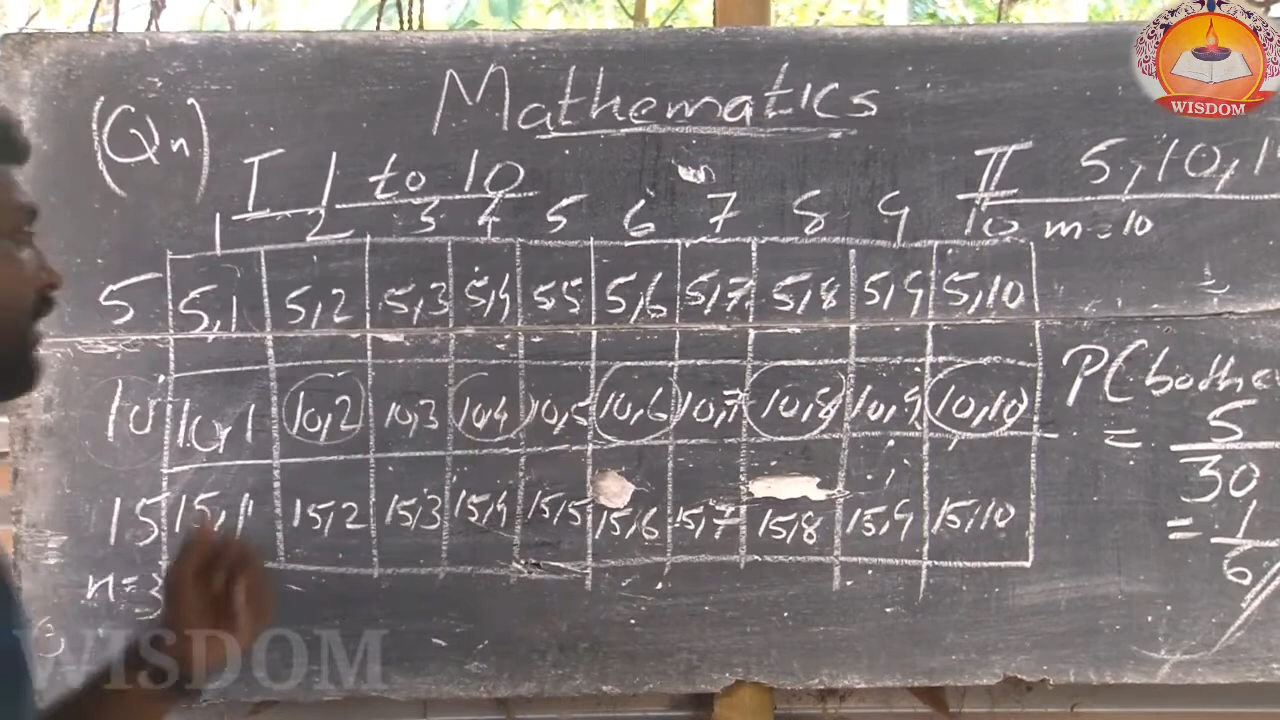 Mathematics
(Qn)
I 1 to 10
II 5, 10, 1
1 2 3 4 5 6 7 8 9 10 m = 10
5 5,1 5,2 5,3 5,4 5,5 5,6 5,7 5,8 5,9 5,10
10 10,1 10,2 10,3 10,4 10,5 10,6 10,7 10,8 10,9 10,10
15 15,1 15,2 15,3 15,4 15,5 15,6 15,7 15,8 15,9 15,10
n = 3
P(both e
= 5
30
= 1
6
WISDOM
WISDOM